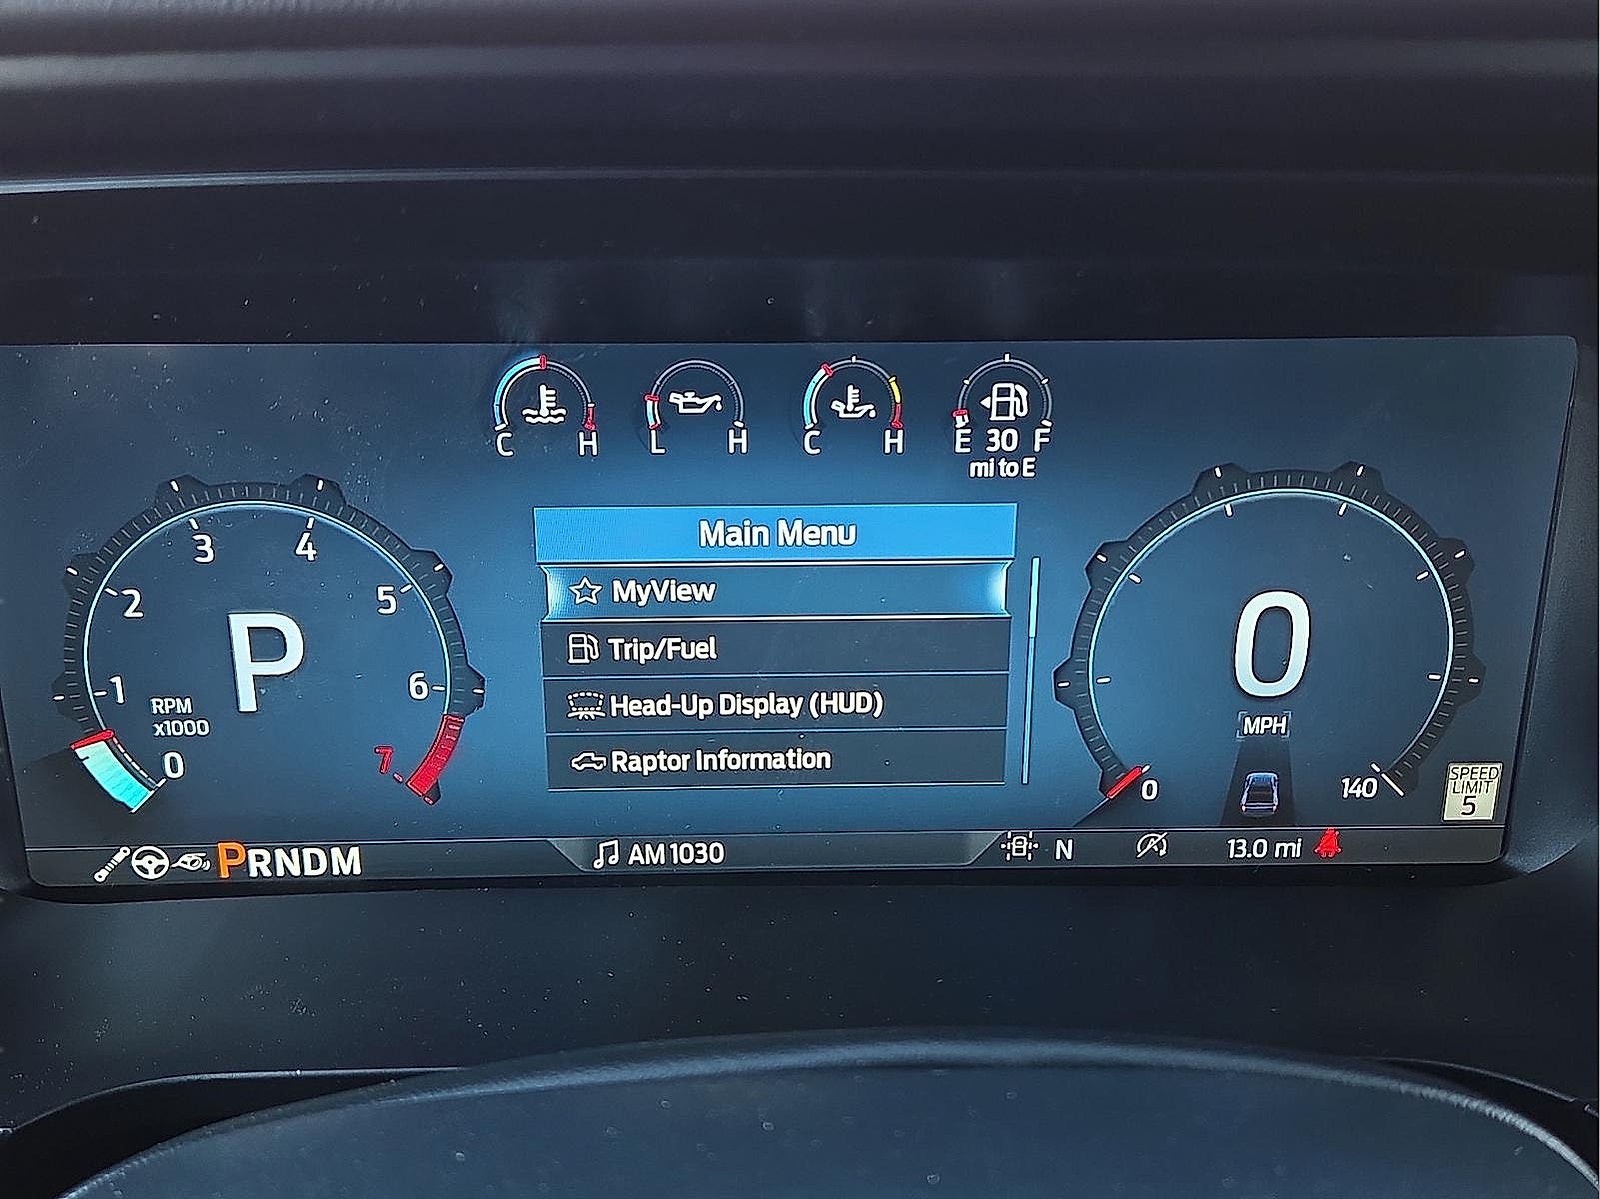 C H
L H
C H
E 30 F
mi to E
3 4
2 5
1 6
RPM
x1000
0 7
P
Main Menu
MyView
Trip/Fuel
Head-Up Display (HUD)
Raptor Information
0
MPH
0 140
SPEED
LIMIT
5
PRNDM
AM 1030
N
13.0 mi